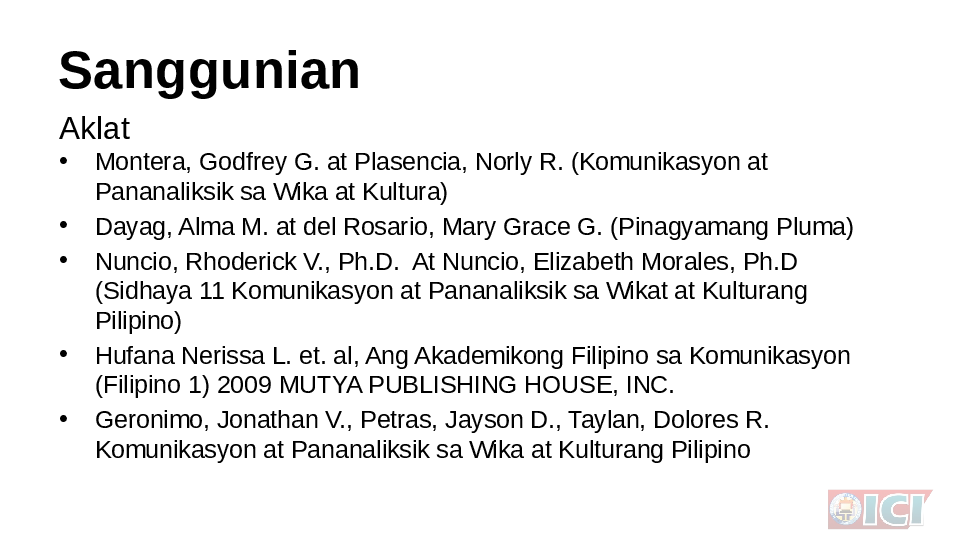 Sanggunian
Aklat
• Montera, Godfrey G. at Plasencia, Norly R. (Komunikasyon at
Pananaliksik sa Wika at Kultura)
• Dayag, Alma M. at del Rosario, Mary Grace G. (Pinagyamang Pluma)
• Nuncio, Rhoderick V., Ph.D.  At Nuncio, Elizabeth Morales, Ph.D
(Sidhaya 11 Komunikasyon at Pananaliksik sa Wikat at Kulturang
Pilipino)
• Hufana Nerissa L. et. al, Ang Akademikong Filipino sa Komunikasyon
(Filipino 1) 2009 MUTYA PUBLISHING HOUSE, INC.
• Geronimo, Jonathan V., Petras, Jayson D., Taylan, Dolores R.
Komunikasyon at Pananaliksik sa Wika at Kulturang Pilipino
ICI